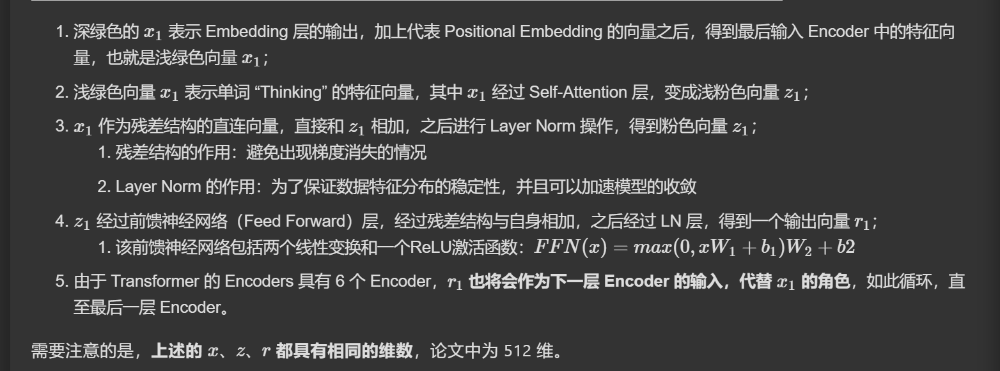 1. 深绿色的 x₁ 表示 Embedding 层的输出，加上代表 Positional Embedding 的向量之后，得到最后输入 Encoder 中的特征向
量，也就是浅绿色向量 x₁；
2. 浅绿色向量 x₁ 表示单词 “Thinking” 的特征向量，其中 x₁ 经过 Self-Attention 层，变成浅粉色向量 z₁；
3. x₁ 作为残差结构的直连向量，直接和 z₁ 相加，之后进行 Layer Norm 操作，得到粉色向量 z₁；
1. 残差结构的作用：避免出现梯度消失的情况
2. Layer Norm 的作用：为了保证数据特征分布的稳定性，并且可以加速模型的收敛
4. z₁ 经过前馈神经网络（Feed Forward）层，经过残差结构与自身相加，之后经过 LN 层，得到一个输出向量 r₁；
1. 该前馈神经网络包括两个线性变换和一个ReLU激活函数：FFN(x) = max(0, xW₁ + b₁)W₂ + b2
5. 由于 Transformer 的 Encoders 具有 6 个 Encoder，r₁ 也将会作为下一层 Encoder 的输入，代替 x₁ 的角色，如此循环，直
至最后一层 Encoder。
需要注意的是，上述的 x、z、r 都具有相同的维数，论文中为 512 维。